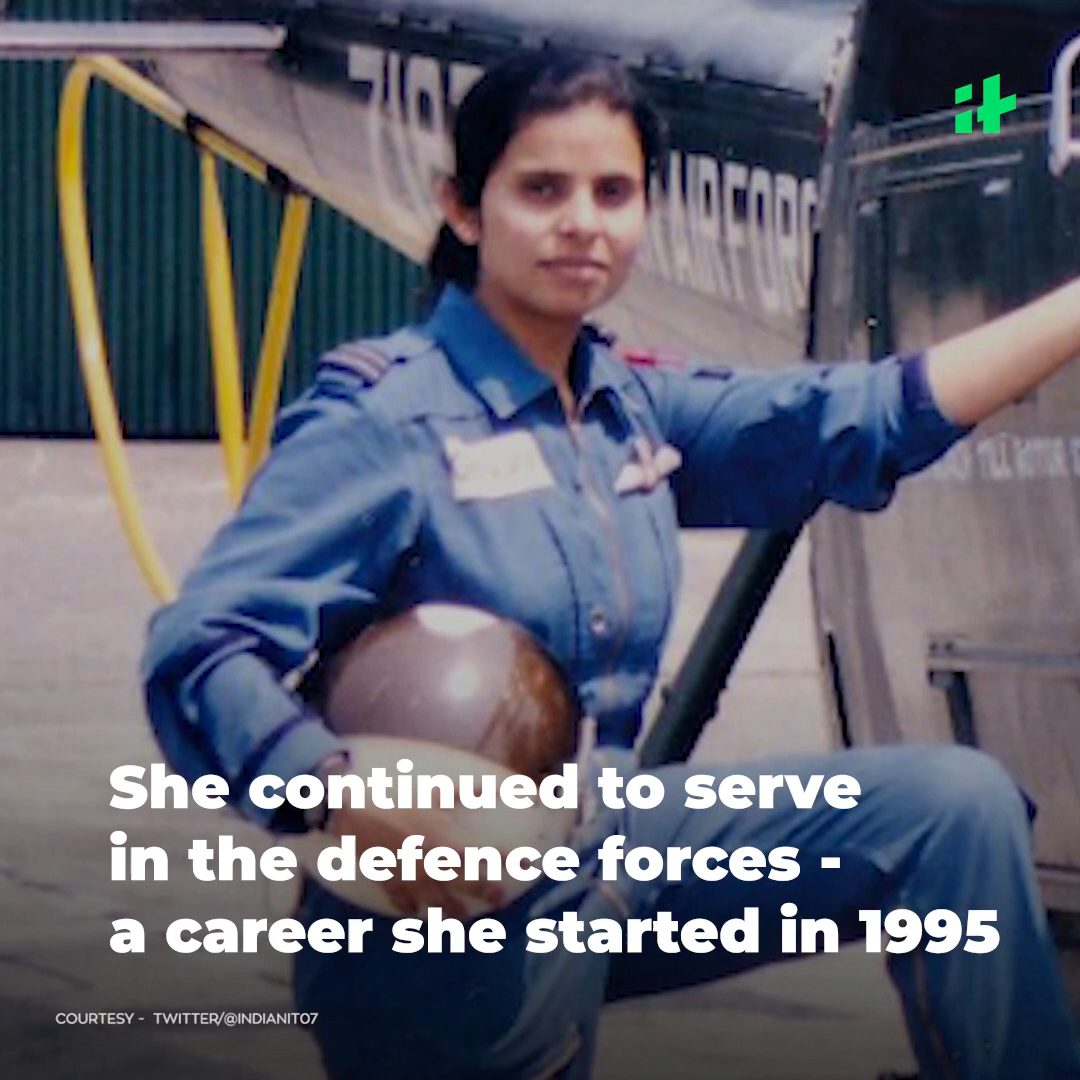 She continued to serve
in the defence forces -
a career she started in 1995
COURTESY - TWITTER/@INDIANIT07